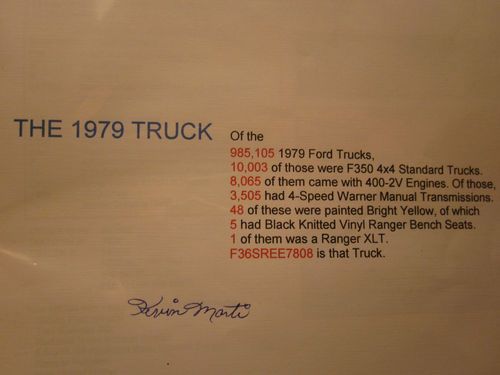 THE 1979 TRUCK
Of the
985,105 1979 Ford Trucks,
10,003 of those were F350 4x4 Standard Trucks.
8,065 of them came with 400-2V Engines. Of those,
3,505 had 4-Speed Warner Manual Transmissions.
48 of these were painted Bright Yellow, of which
5 had Black Knitted Vinyl Ranger Bench Seats.
1 of them was a Ranger XLT.
F36SREE7808 is that Truck.
Kevin Marti